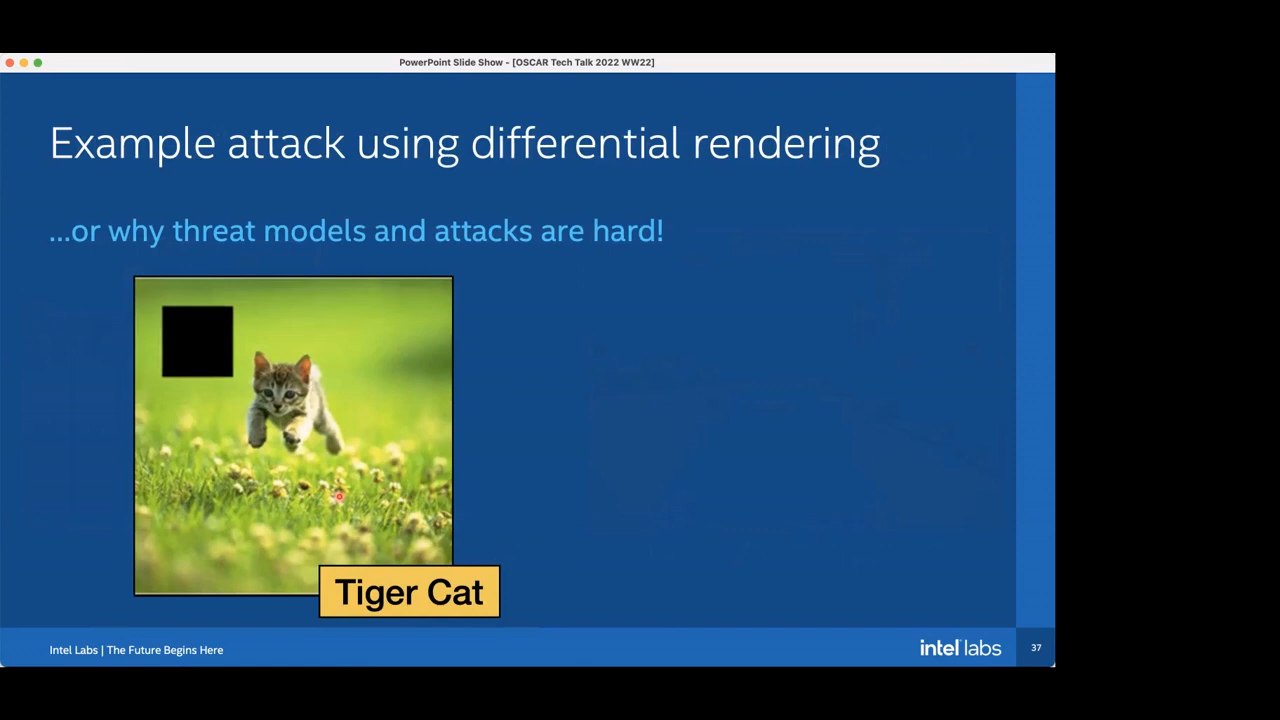 PowerPoint Slide Show - [OSCAR Tech Talk 2022 WW22]
Example attack using differential rendering
...or why threat models and attacks are hard!
Tiger Cat
Intel Labs | The Future Begins Here
intel labs
37